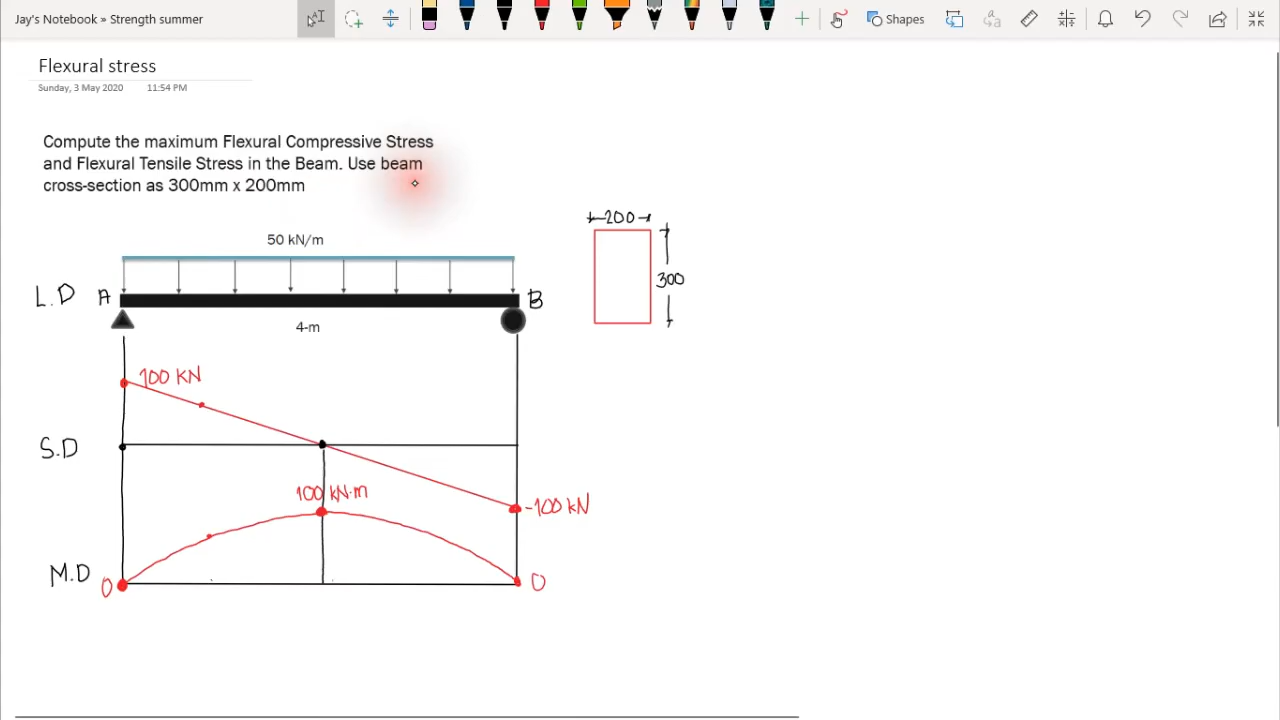 Jay's Notebook » Strength summer
Shapes
Flexural stress
Sunday, 3 May 2020 11:54 PM
Compute the maximum Flexural Compressive Stress
and Flexural Tensile Stress in the Beam. Use beam
cross-section as 300mm x 200mm
200
50 kN/m
300
L.D A B
4-m
100 KN
S.D
100 kN·m
-100 kN
M.D
0 0